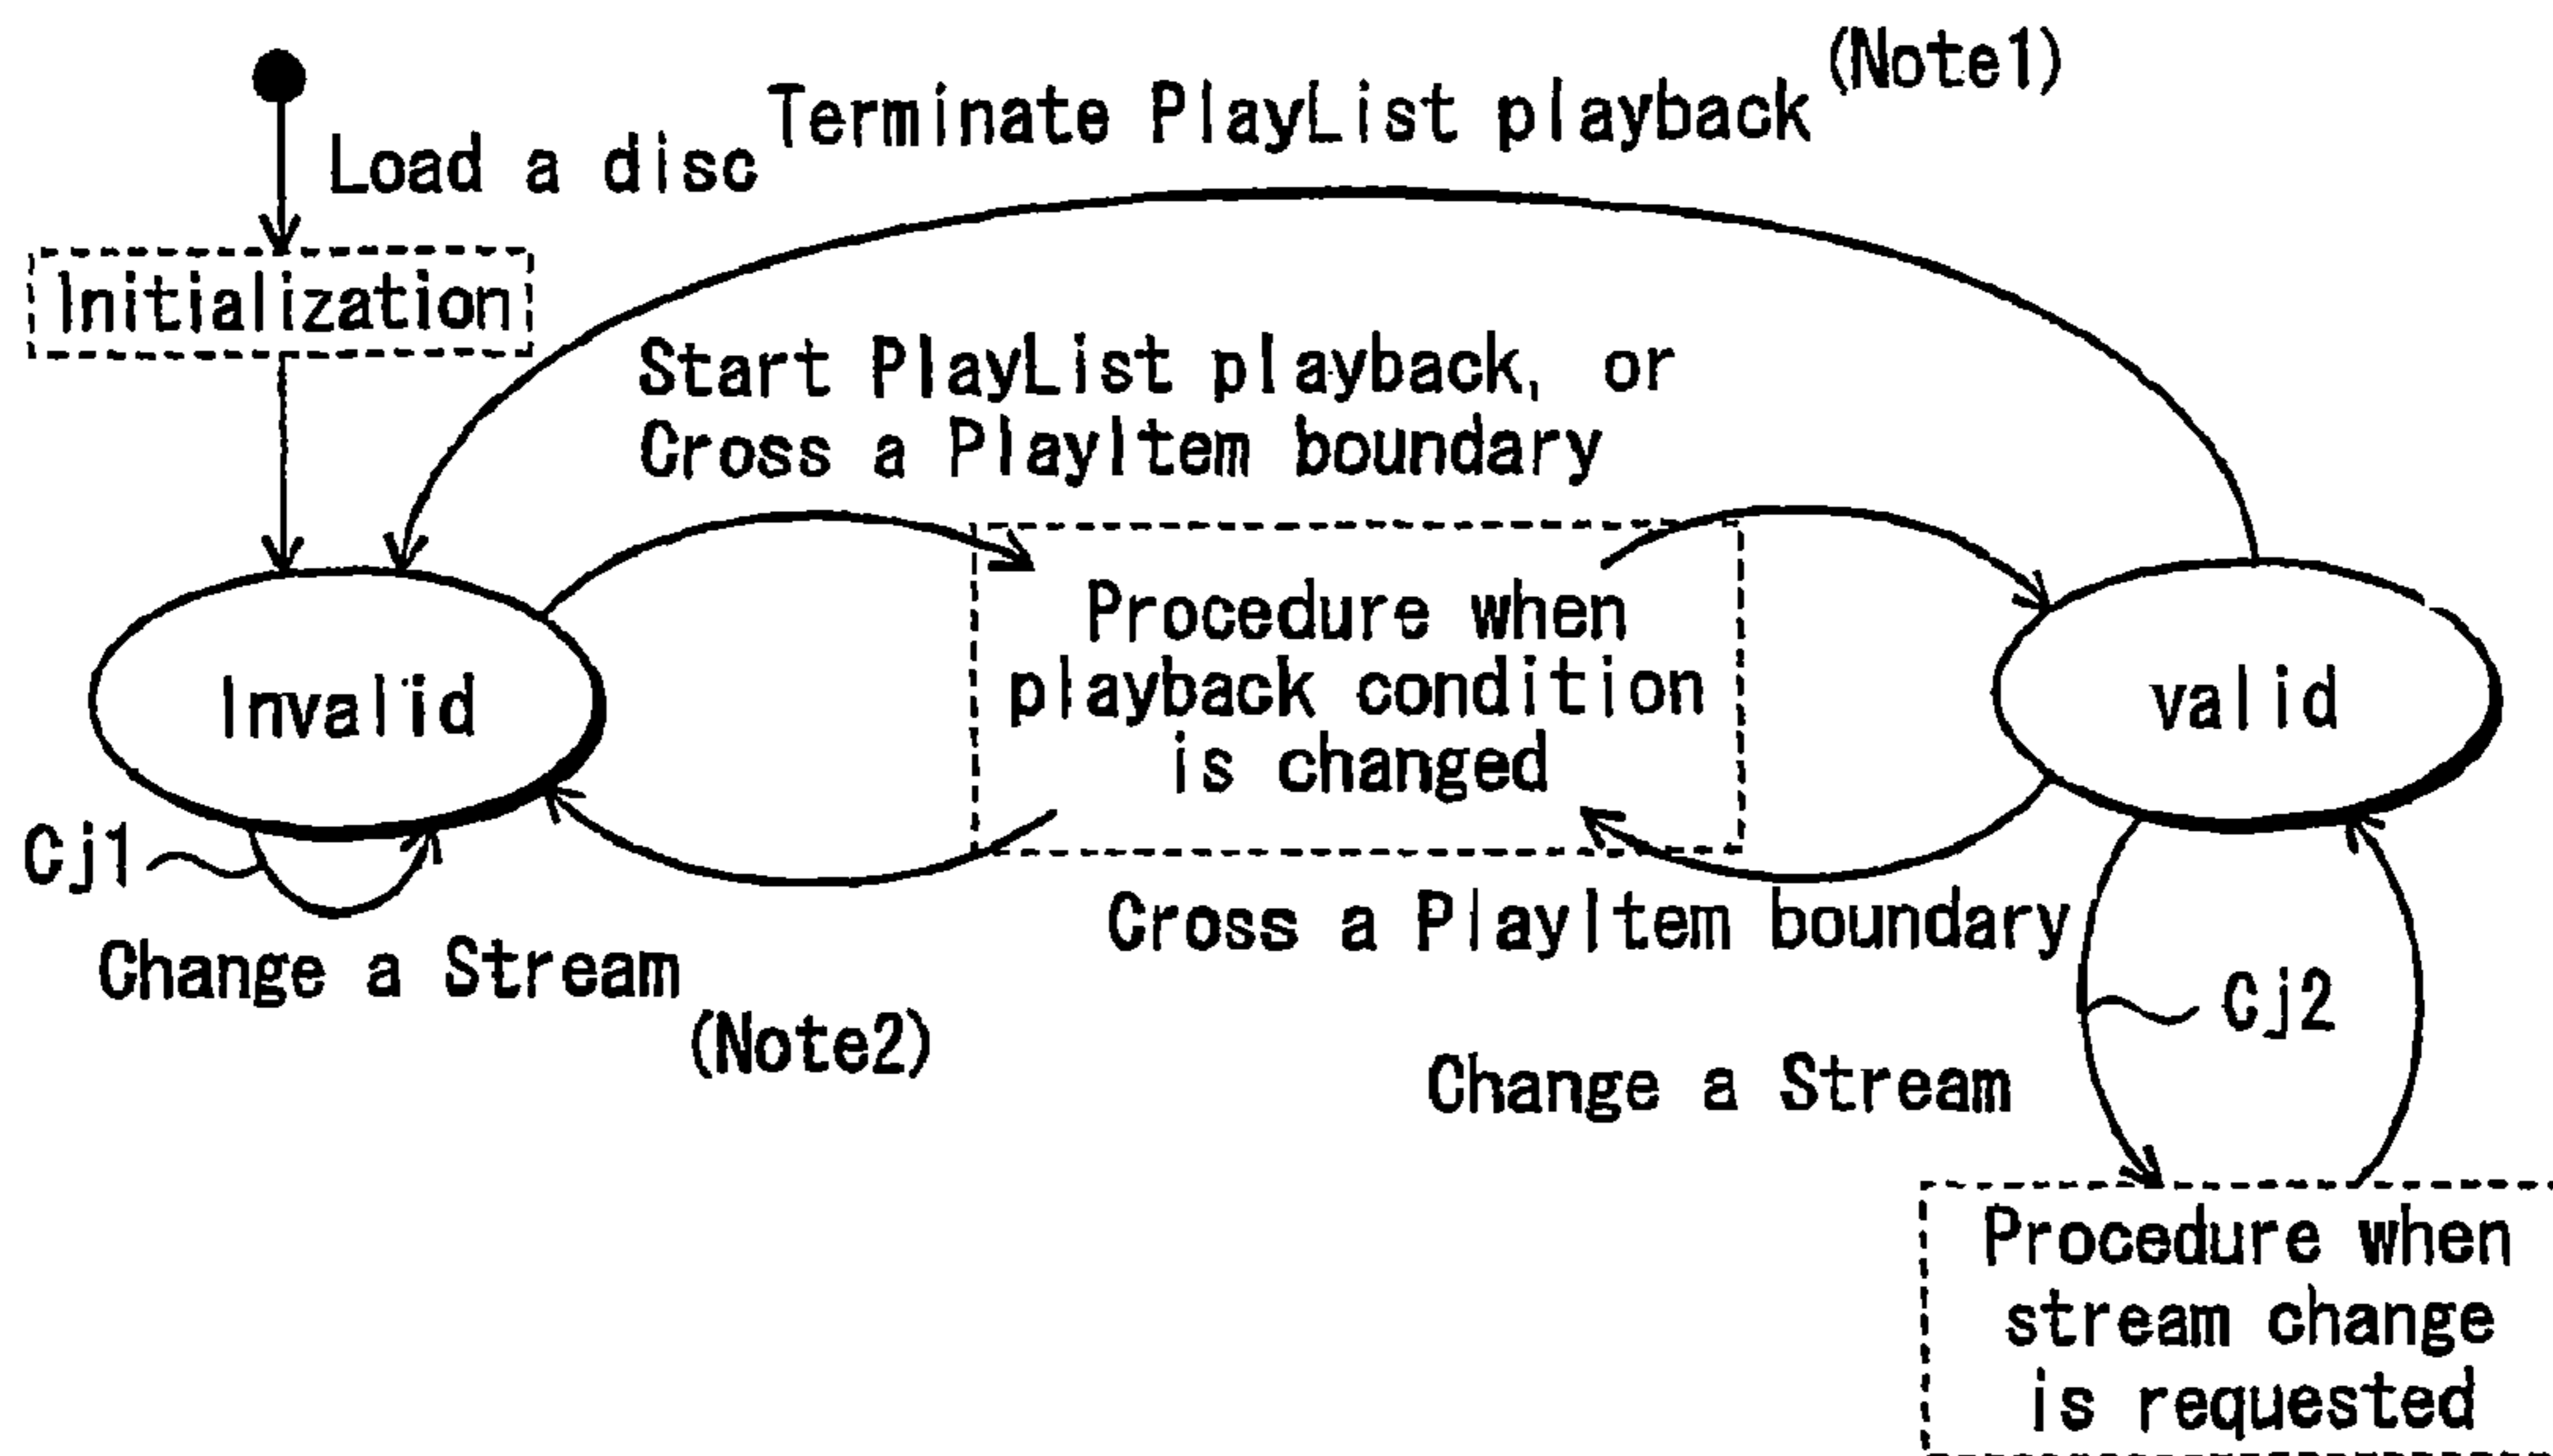 Load a disc
Terminate PlayList playback (Note1)
Initialization
Start PlayList playback, or
Cross a PlayItem boundary
Procedure when
playback condition
is changed
Invalid
valid
Cj1
Change a Stream
(Note2)
Cross a PlayItem boundary
Cj2
Change a Stream
Procedure when
stream change
is requested